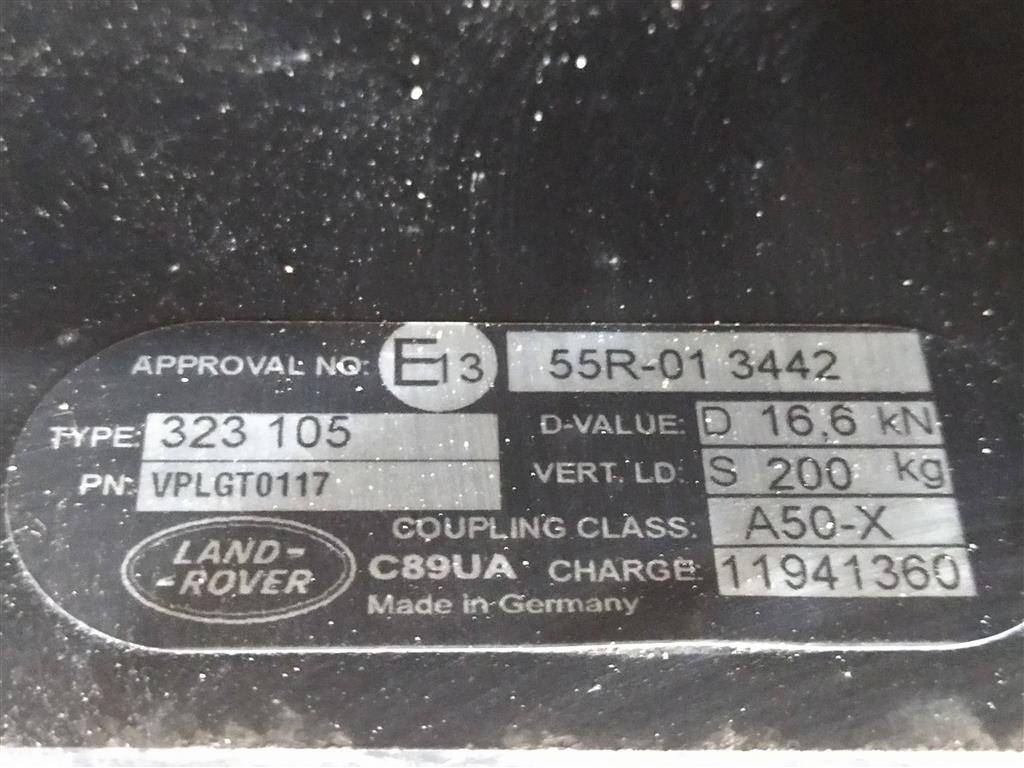 APPROVAL NO: E13 55R-01 3442
TYPE: 323 105 D-VALUE: D 16,6 kN
PN: VPLGT0117 VERT. LD: S 200 kg
COUPLING CLASS: A50-X
LAND-
-ROVER
C89UA CHARGE: 11941360
Made in Germany